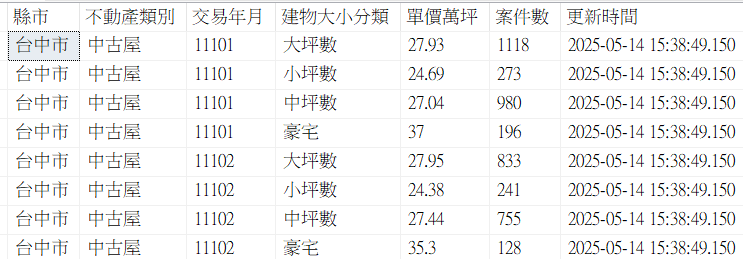 縣市 不動產類別 交易年月 建物大小分類 單價萬坪 案件數 更新時間
台中市 中古屋 11101 大坪數 27.93 1118 2025-05-14 15:38:49.150
台中市 中古屋 11101 小坪數 24.69 273 2025-05-14 15:38:49.150
台中市 中古屋 11101 中坪數 27.04 980 2025-05-14 15:38:49.150
台中市 中古屋 11101 豪宅 37 196 2025-05-14 15:38:49.150
台中市 中古屋 11102 大坪數 27.95 833 2025-05-14 15:38:49.150
台中市 中古屋 11102 小坪數 24.38 241 2025-05-14 15:38:49.150
台中市 中古屋 11102 中坪數 27.44 755 2025-05-14 15:38:49.150
台中市 中古屋 11102 豪宅 35.3 128 2025-05-14 15:38:49.150